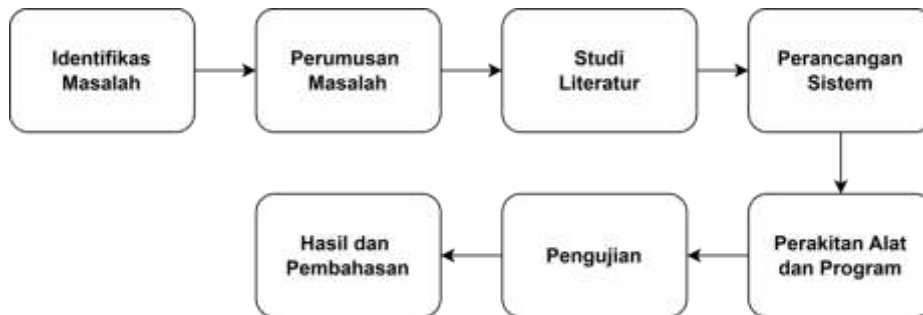 Identifikas
Masalah
Perumusan
Masalah
Studi
Literatur
Perancangan
Sistem
Perakitan Alat
dan Program
Pengujian
Hasil dan
Pembahasan